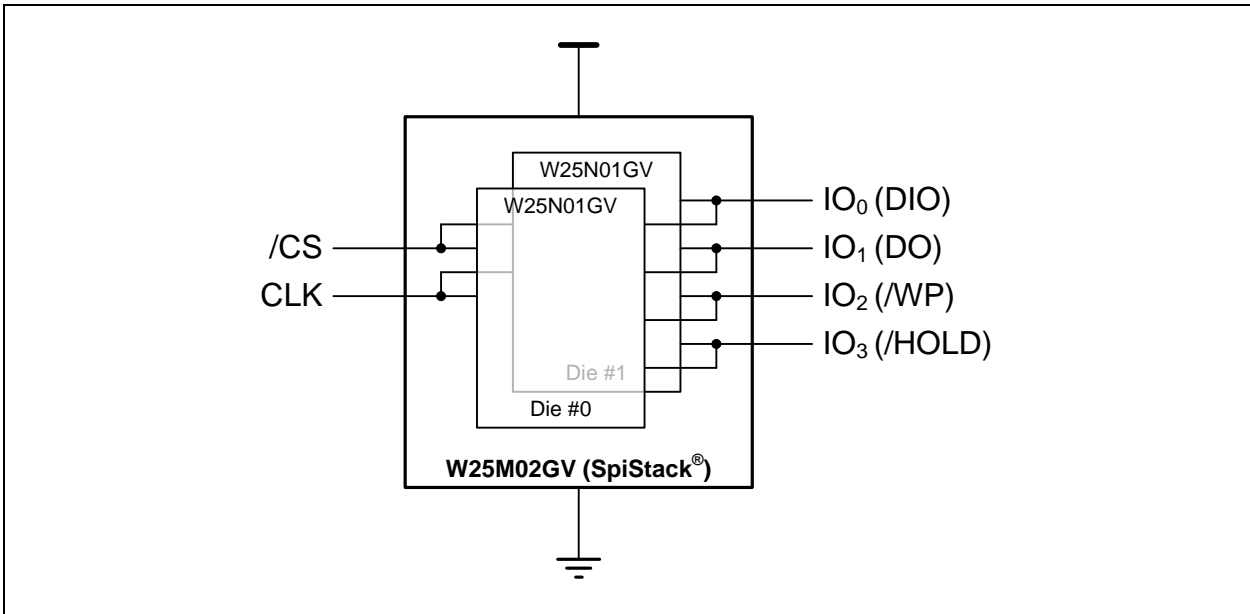 W25N01GV
W25N01GV
/CS
CLK
IO₀ (DIO)
IO₁ (DO)
IO₂ (/WP)
IO₃ (/HOLD)
Die #1
Die #0
W25M02GV (SpiStack®)